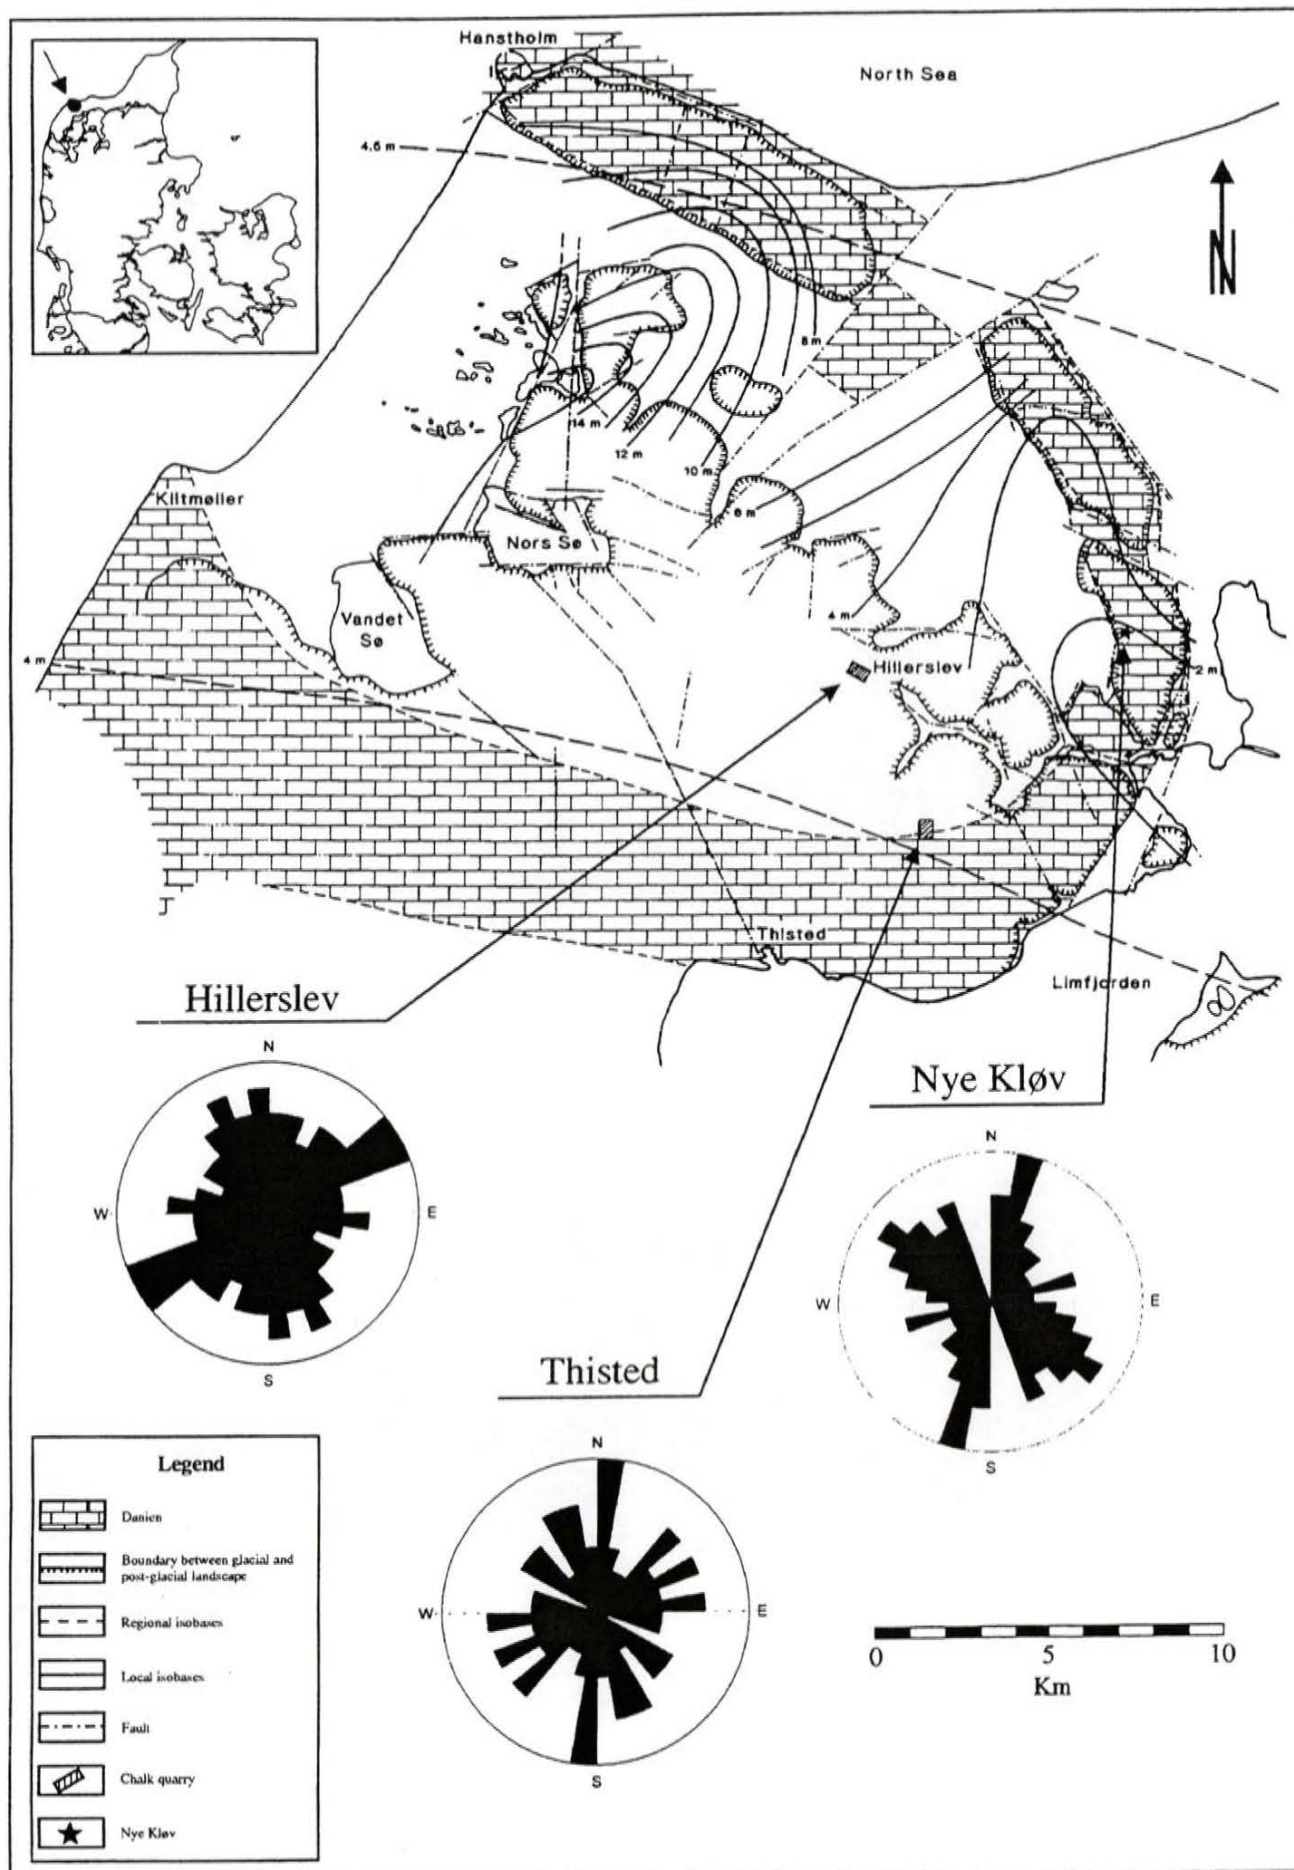 Hanstholm
North Sea
4.6 m
N
8 m
14 m
12 m
10 m
6 m
Kiltmøller
Nors Sø
Vandet
Sø
4 m
4 m
Hillerslev
2 m
Thisted
Limfjorden
Hillerslev
N
W
E
S
Nye Kløv
N
W
E
S
Thisted
N
W
E
S
Legend
Danien
Boundary between glacial and
post-glacial landscape
Regional isobases
Local isobases
Fault
Chalk quarry
Nye Kløv
0 5 10
Km